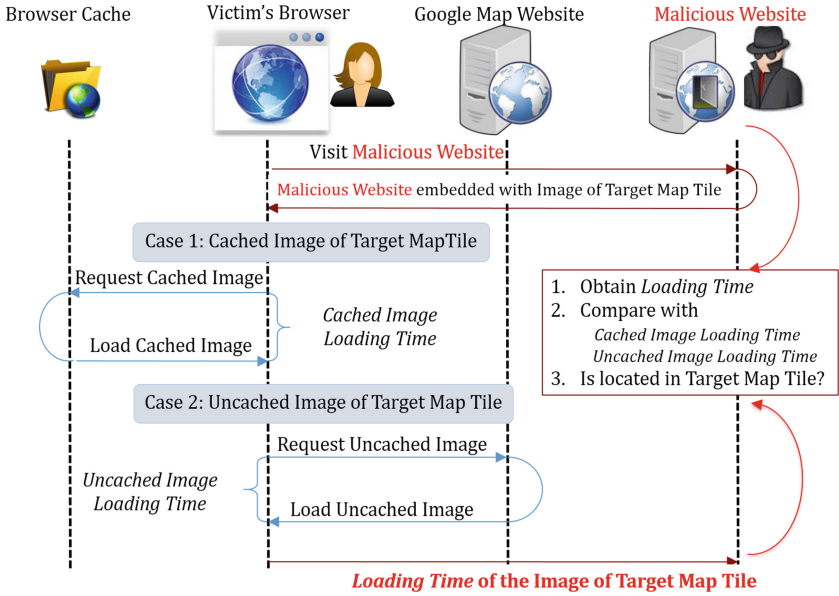 Browser Cache
Victim's Browser
Google Map Website
Malicious Website
Visit Malicious Website
Malicious Website embedded with Image of Target Map Tile
Case 1: Cached Image of Target MapTile
Request Cached Image
Cached Image
Loading Time
Load Cached Image
1. Obtain Loading Time
2. Compare with
Cached Image Loading Time
Uncached Image Loading Time
3. Is located in Target Map Tile?
Case 2: Uncached Image of Target Map Tile
Request Uncached Image
Uncached Image
Loading Time
Load Uncached Image
Loading Time of the Image of Target Map Tile